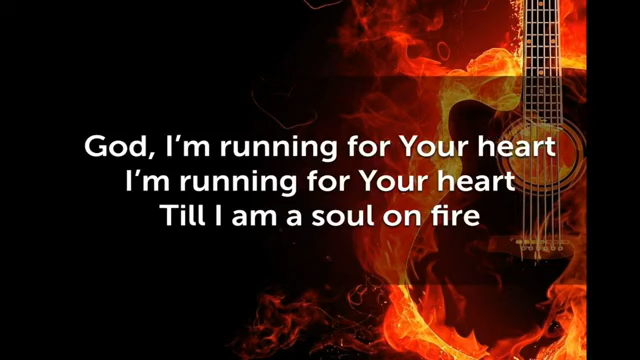 God, I'm running for Your heart
I'm running for Your heart
Till I am a soul on fire